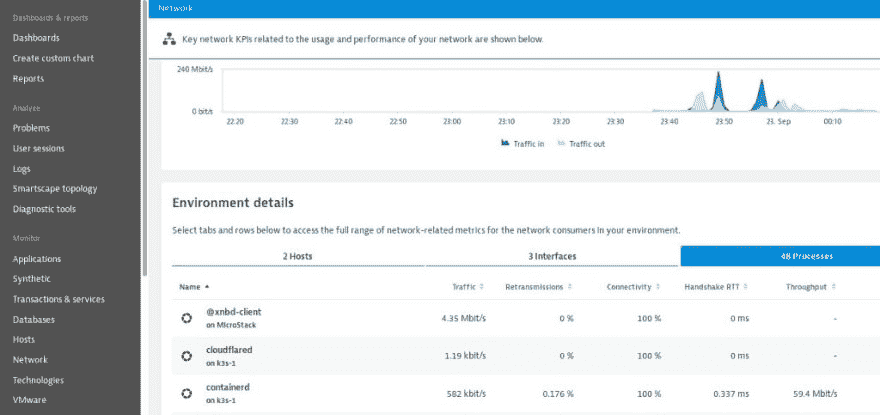 Dashboards & reports
Dashboards
Create custom chart
Reports
Analyze
Problems
User sessions
Logs
Smartscape topology
Diagnostic tools
Monitor
Applications
Synthetic
Transactions & services
Databases
Hosts
Network
Technologies
VMware
Network
Key network KPIs related to the usage and performance of your network are shown below.
240 Mbit/s
0 bit/s
22:20 22:30 22:40 22:50 23:00 23:10 23:20 23:30 23:40 23:50 23. Sep 00:10
Traffic in Traffic out
Environment details
Select tabs and rows below to access the full range of network-related metrics for the network consumers in your environment.
2 Hosts 3 Interfaces 48 Processes
Name Traffic Retransmissions Connectivity Handshake RTT Throughput
@xnbd-client
on MicroStack
4.35 Mbit/s 0 % 100 % 0 ms -
cloudflared
on k3s-1
1.19 kbit/s 0 % 100 % 0 ms -
containerd
on k3s-1
582 kbit/s 0.176 % 100 % 0.337 ms 59.4 Mbit/s